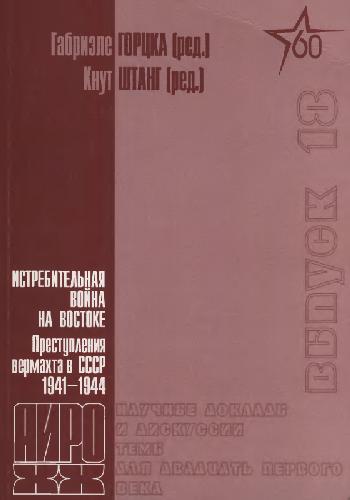 Габриэле ГОРЦКА (ред.)
Кнут ШТАНГ (ред.)
60
ВЫПУСК 18
ИСТРЕБИТЕЛЬНАЯ
ВОЙНА
НА ВОСТОКЕ
Преступления
вермахта в СССР
1941–1944
АИРО
XX
НАУЧНЫЕ ДОКЛАДЫ
И ДИСКУССИИ
ТЕМЫ
ДЛЯ ДВАДЦАТЬ ПЕРВОГО
ВЕКА